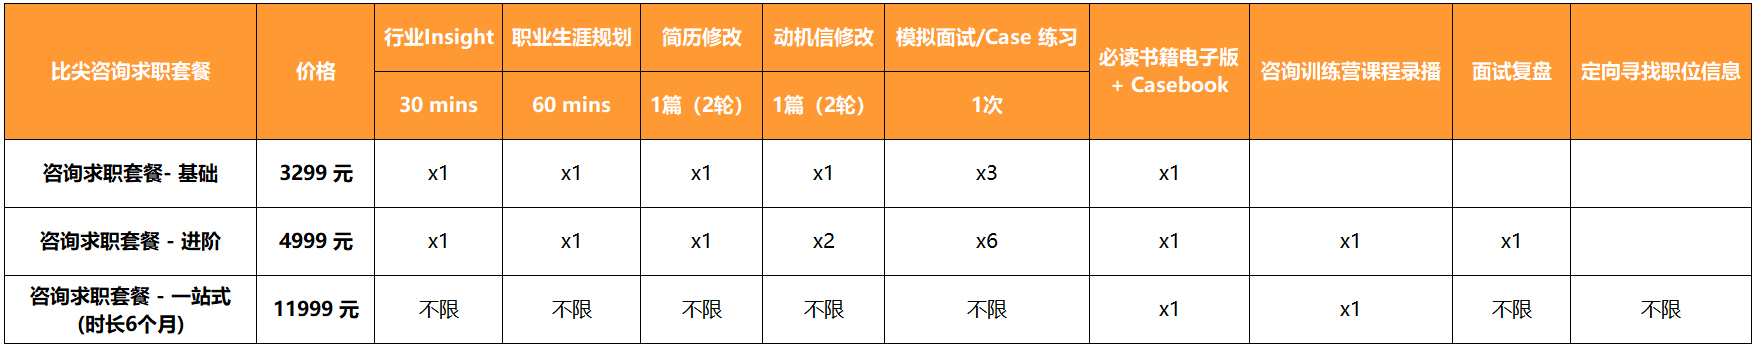 比尖咨询求职套餐
价格
行业Insight
职业生涯规划
简历修改
动机信修改
模拟面试/Case 练习
必读书籍电子版
+ Casebook
咨询训练营课程录播
面试复盘
定向寻找职位信息
30 mins
60 mins
1篇（2轮）
1篇（2轮）
1次
咨询求职套餐- 基础
3299 元
x1
x1
x1
x1
x3
x1
咨询求职套餐 - 进阶
4999 元
x1
x1
x1
x2
x6
x1
x1
x1
咨询求职套餐 - 一站式
(时长6个月)
11999 元
不限
不限
不限
不限
不限
x1
x1
不限
不限